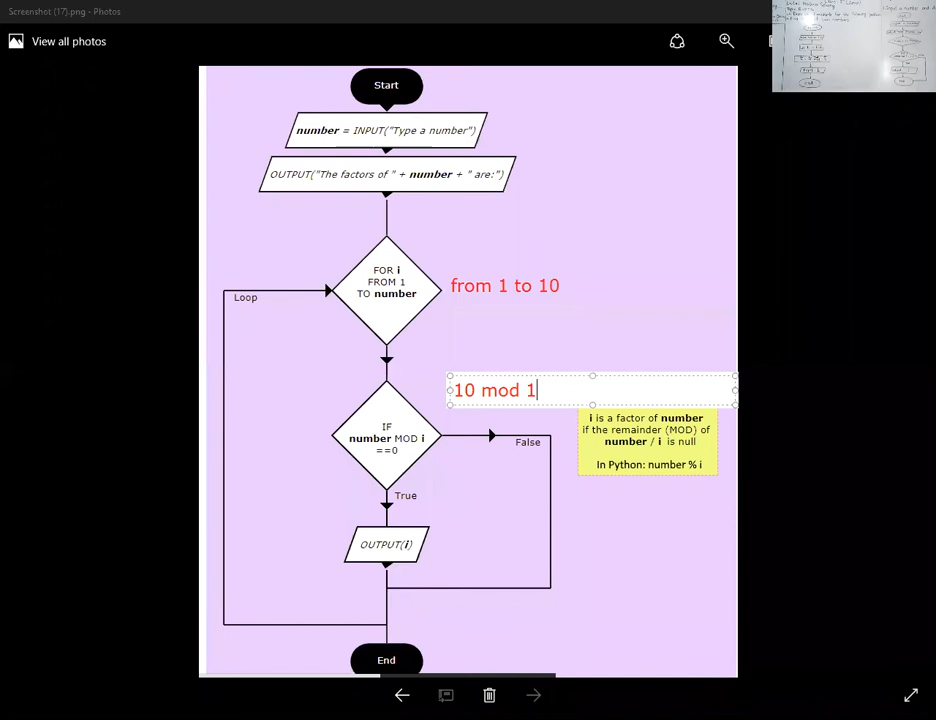 Screenshot (17).png - Photos
View all photos
Start
number = INPUT("Type a number")
OUTPUT("The factors of " + number + " are:")
FOR i
FROM 1
TO number
from 1 to 10
Loop
10 mod 1
IF
number MOD i
==0
False
i is a factor of number
if the remainder (MOD) of
number / i is null
In Python: number % i
True
OUTPUT(i)
End